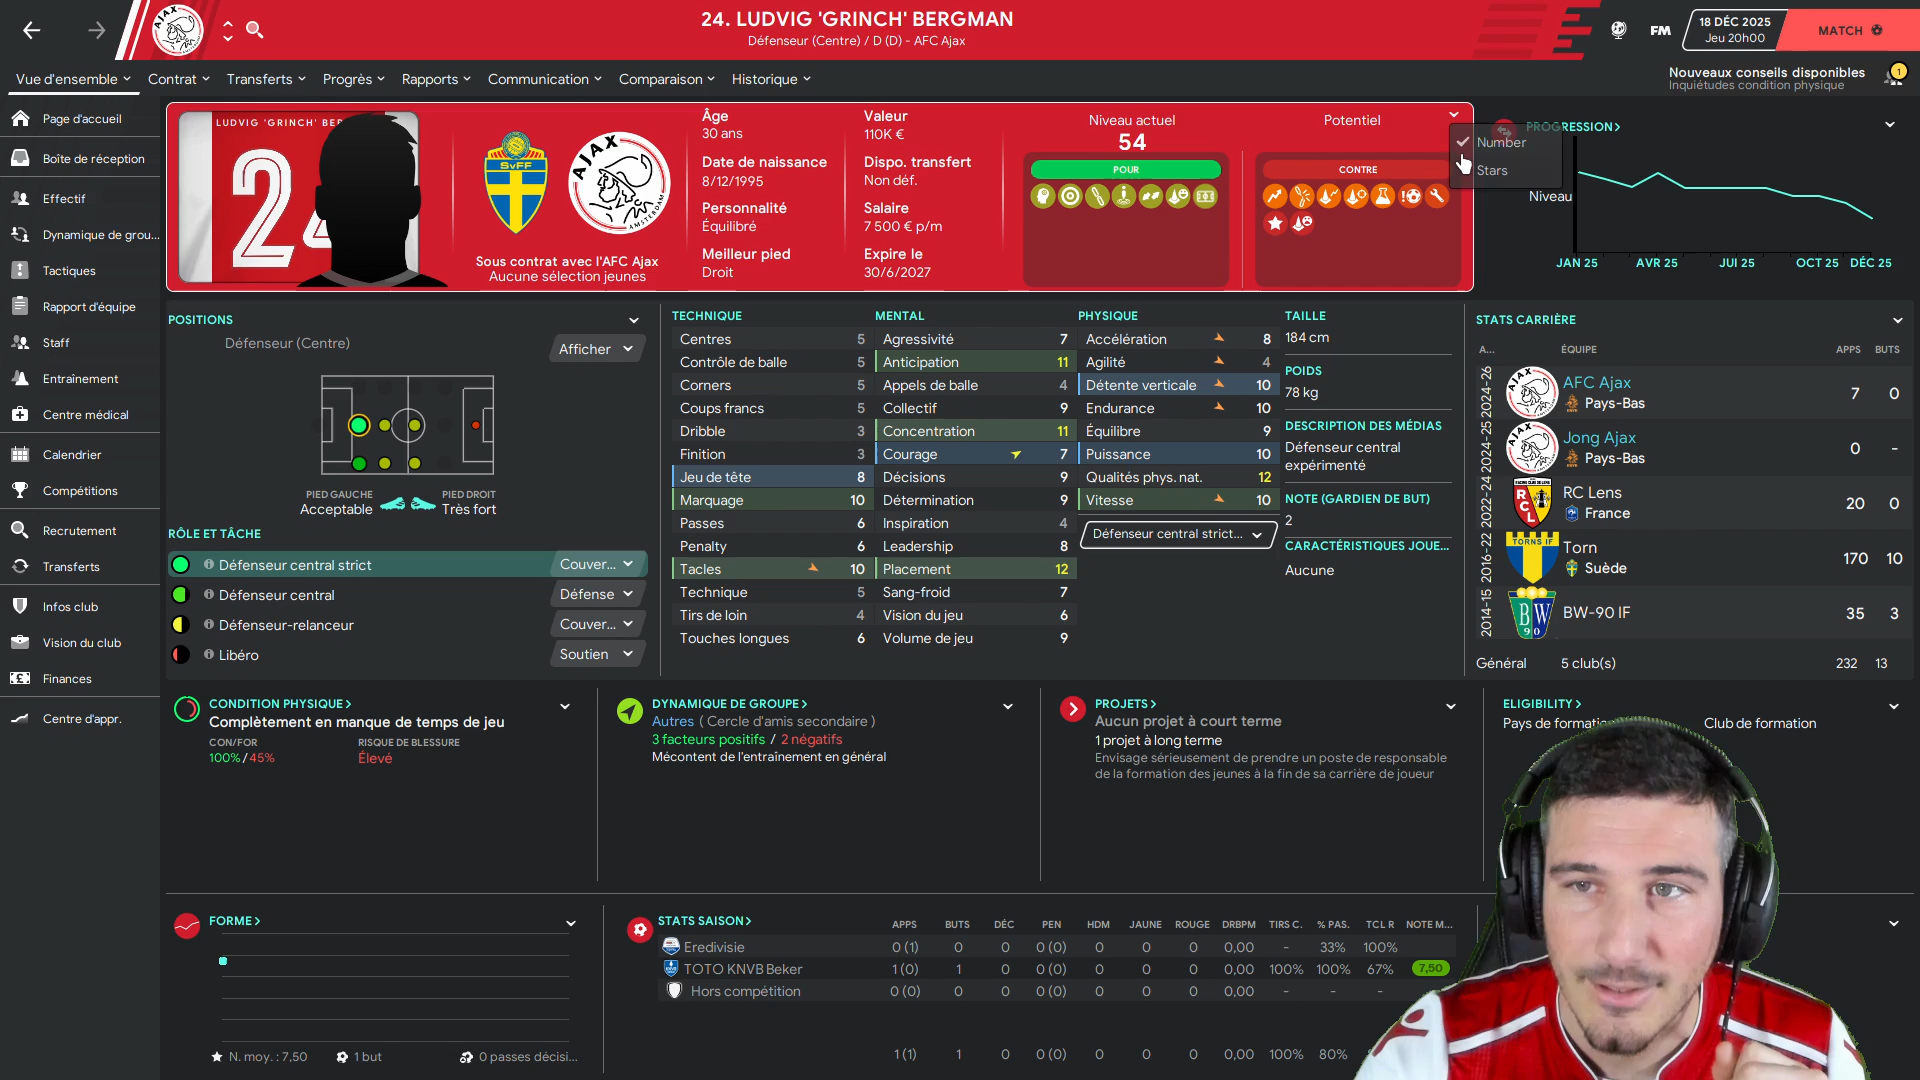 24. LUDVIG 'GRINCH' BERGMAN
Défenseur (Centre) / D (D) - AFC Ajax
AJAX
FM
18 DÉC 2025
Jeu 20h00
MATCH
Vue d'ensemble
Contrat
Transferts
Progrès
Rapports
Communication
Comparaison
Historique
Nouveaux conseils disponibles
Inquiétudes condition physique
1
Page d'accueil
Boîte de réception
Effectif
Dynamique de grou...
Tactiques
Rapport d'équipe
Staff
Entraînement
Centre médical
Calendrier
Compétitions
Recrutement
Transferts
Infos club
Vision du club
Finances
Centre d'appr.
LUDVIG 'GRINCH' BER
24
SvFF
AJAX
AMSTERDAM
Sous contrat avec l'AFC Ajax
Aucune sélection jeunes
Âge
30 ans
Date de naissance
8/12/1995
Personnalité
Équilibré
Meilleur pied
Droit
Valeur
110K €
Dispo. transfert
Non déf.
Salaire
7 500 € p/m
Expire le
30/6/2027
Niveau actuel
54
POUR
Potentiel
CONTRE
Number
Stars
PROGRESSION
Niveau
JAN 25
AVR 25
JUI 25
OCT 25
DÉC 25
POSITIONS
Défenseur (Centre)
Afficher
PIED GAUCHE
Acceptable
PIED DROIT
Très fort
RÔLE ET TÂCHE
Défenseur central strict
Couver...
Défenseur central
Défense
Défenseur-relanceur
Couver...
Libéro
Soutien
TECHNIQUE
Centres 5
Contrôle de balle 5
Corners 5
Coups francs 5
Dribble 3
Finition 3
Jeu de tête 8
Marquage 10
Passes 6
Penalty 6
Tacles 10
Technique 5
Tirs de loin 4
Touches longues 6
MENTAL
Agressivité 7
Anticipation 11
Appels de balle 4
Collectif 9
Concentration 11
Courage 7
Décisions 9
Détermination 9
Inspiration 4
Leadership 8
Placement 12
Sang-froid 7
Vision du jeu 6
Volume de jeu 9
PHYSIQUE
Accélération 8
Agilité 4
Détente verticale 10
Endurance 10
Équilibre 9
Puissance 10
Qualités phys. nat. 12
Vitesse 10
Défenseur central strict...
TAILLE
184 cm
POIDS
78 kg
DESCRIPTION DES MÉDIAS
Défenseur central
expérimenté
NOTE (GARDIEN DE BUT)
2
CARACTÉRISTIQUES JOUE...
Aucune
STATS CARRIÈRE
A... ÉQUIPE APPS BUTS
2024-26 AFC Ajax Pays-Bas 7 0
2024-25 Jong Ajax Pays-Bas 0 -
2022-24 RC Lens France 20 0
2016-22 Torn Suède 170 10
2014-15 BW-90 IF 35 3
Général 5 club(s) 232 13
CONDITION PHYSIQUE
Complètement en manque de temps de jeu
CON/FOR
100% / 45%
RISQUE DE BLESSURE
Élevé
DYNAMIQUE DE GROUPE
Autres ( Cercle d'amis secondaire )
3 facteurs positifs / 2 négatifs
Mécontent de l'entraînement en général
PROJETS
Aucun projet à court terme
1 projet à long terme
Envisage sérieusement de prendre un poste de responsable
de la formation des jeunes à la fin de sa carrière de joueur
ELIGIBILITY
Pays de formatio
Club de formation
FORME
N. moy. : 7,50
1 but
0 passes décisi...
STATS SAISON
APPS BUTS DÉC PEN HDM JAUNE ROUGE DRBPM TIRS C. % PAS. TCL R NOTE M...
Eredivisie 0 (1) 0 0 0 (0) 0 0 0 0,00 - 33% 100%
TOTO KNVB Beker 1 (0) 1 0 0 (0) 0 0 0 0,00 100% 100% 67% 7,50
Hors compétition 0 (0) 0 0 0 (0) 0 0 0 0,00 - - -
1 (1) 1 0 0 (0) 0 0 0 0,00 100% 80%